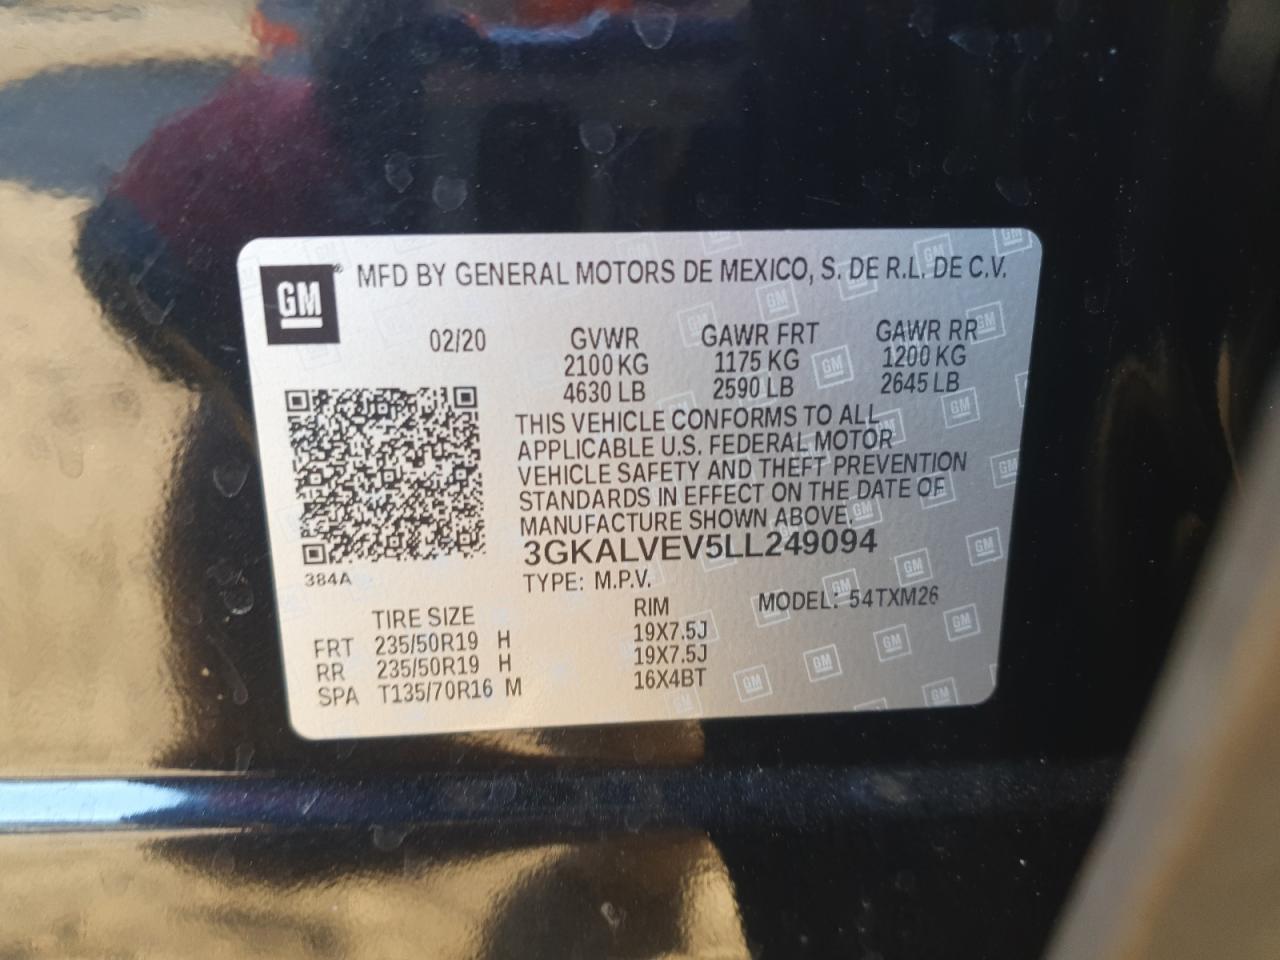 GM
MFD BY GENERAL MOTORS DE MEXICO, S. DE R.L. DE C.V.
02/20 GVWR GAWR FRT GAWR RR
2100 KG 1175 KG 1200 KG
4630 LB 2590 LB 2645 LB
THIS VEHICLE CONFORMS TO ALL
APPLICABLE U.S. FEDERAL MOTOR
VEHICLE SAFETY AND THEFT PREVENTION
STANDARDS IN EFFECT ON THE DATE OF
MANUFACTURE SHOWN ABOVE.
3GKALVEV5LL249094
384A
TYPE: M.P.V. MODEL: 54TXM26
TIRE SIZE RIM
FRT 235/50R19 H 19X7.5J
RR 235/50R19 H 19X7.5J
SPA T135/70R16 M 16X4BT